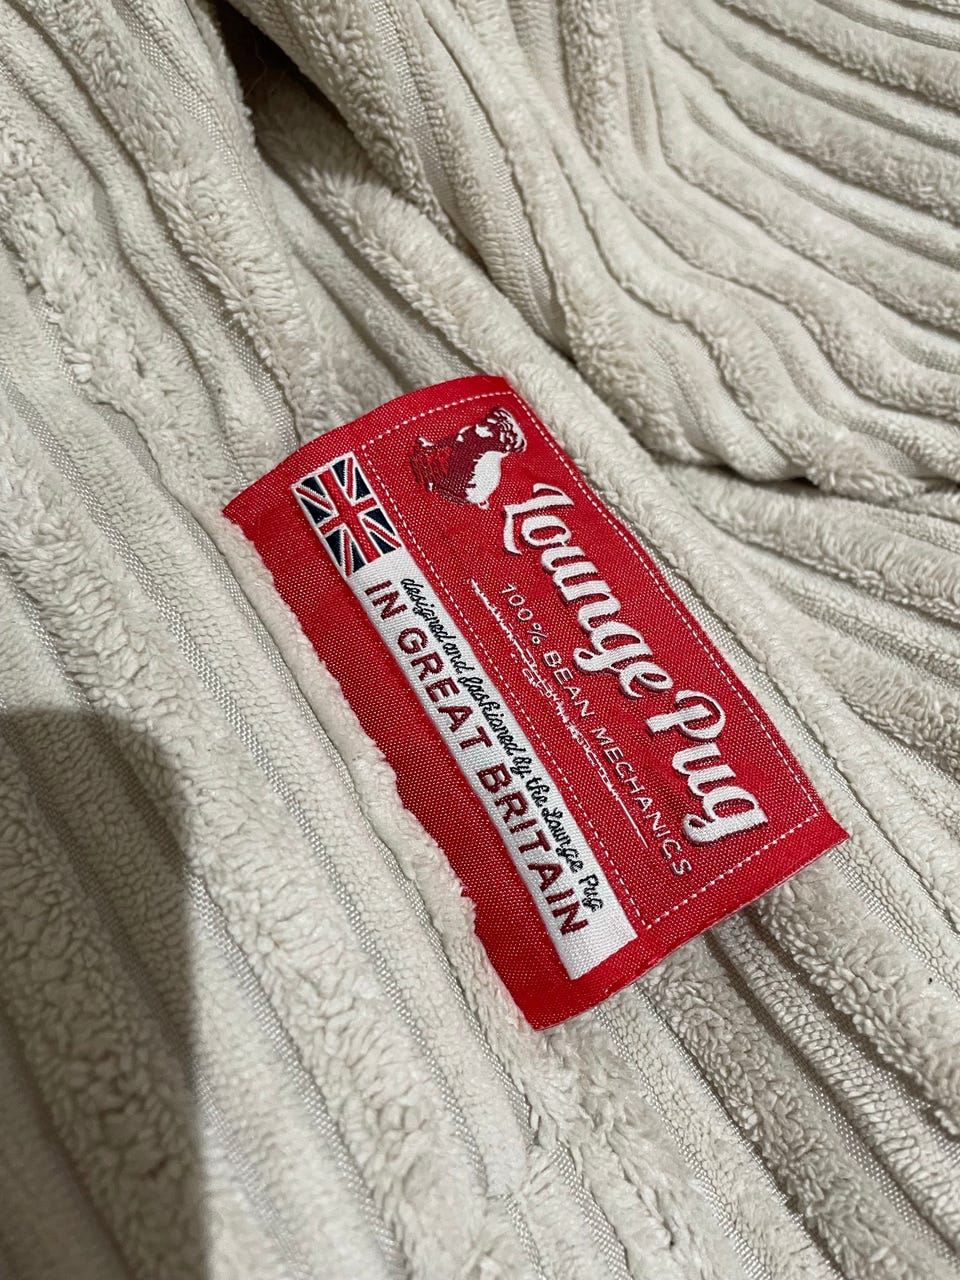 Lounge Pug
100% BEAN MECHANICS
designed and fashioned by the Lounge Pug
IN GREAT BRITAIN